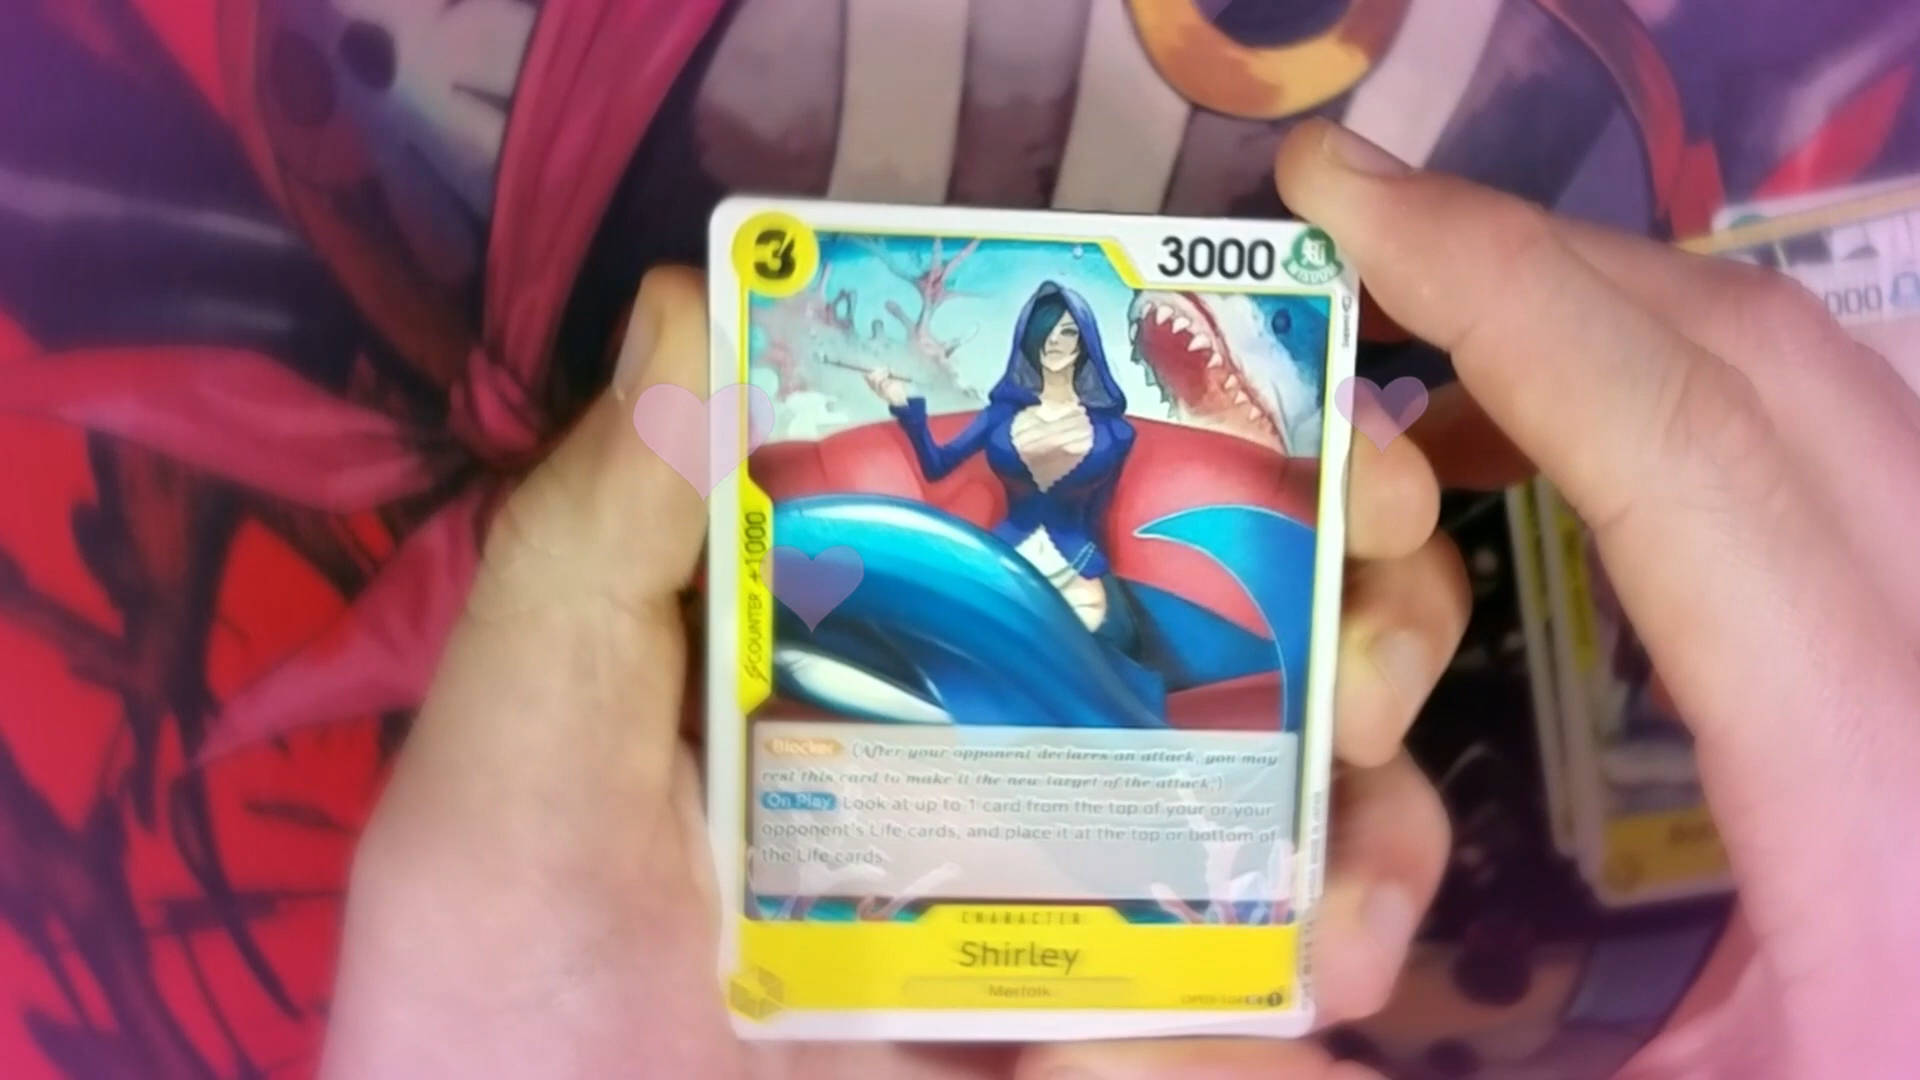 3
3000
知
WISDOM
COUNTER +1000
Blocker (After your opponent declares an attack, you may
rest this card to make it the new target of the attack.)
On Play Look at up to 1 card from the top of your or your
opponent's Life cards, and place it at the top or bottom of
the Life cards.
CHARACTER
Shirley
Merfolk
1
000